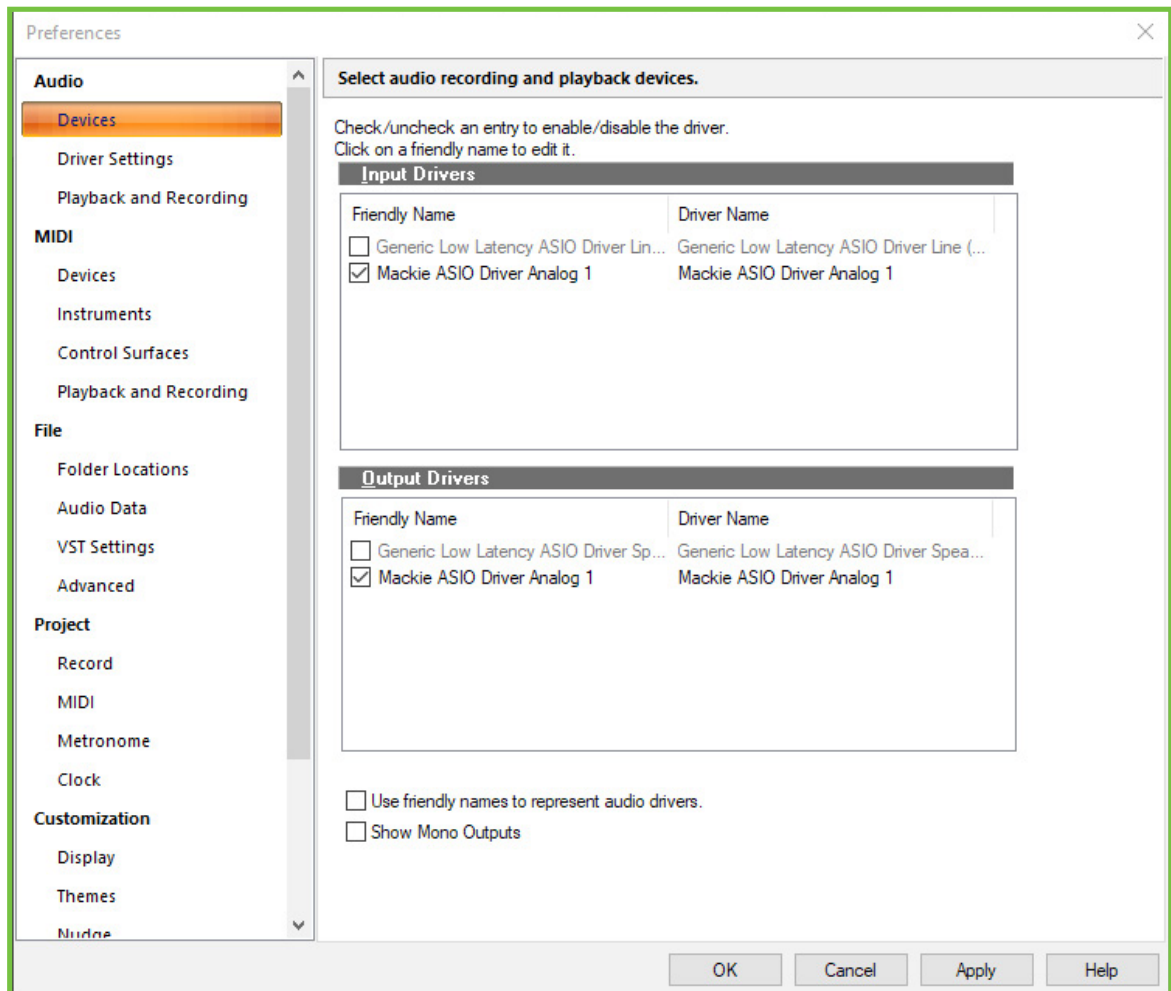 Preferences
Audio
Devices
Driver Settings
Playback and Recording
MIDI
Devices
Instruments
Control Surfaces
Playback and Recording
File
Folder Locations
Audio Data
VST Settings
Advanced
Project
Record
MIDI
Metronome
Clock
Customization
Display
Themes
Nudge
Select audio recording and playback devices.
Check/uncheck an entry to enable/disable the driver.
Click on a friendly name to edit it.
Input Drivers
Friendly Name Driver Name
Generic Low Latency ASIO Driver Lin... Generic Low Latency ASIO Driver Line (...
Mackie ASIO Driver Analog 1 Mackie ASIO Driver Analog 1
Output Drivers
Friendly Name Driver Name
Generic Low Latency ASIO Driver Sp... Generic Low Latency ASIO Driver Spea...
Mackie ASIO Driver Analog 1 Mackie ASIO Driver Analog 1
Use friendly names to represent audio drivers.
Show Mono Outputs
OK Cancel Apply Help